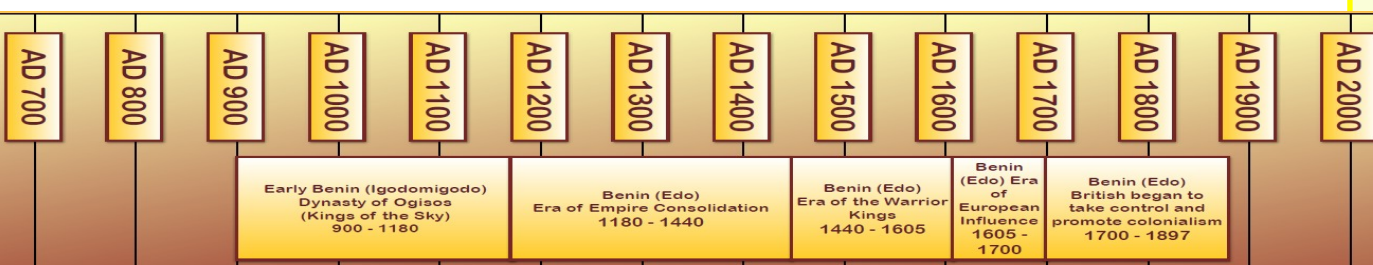 AD 700
AD 800
AD 900
AD 1000
AD 1100
AD 1200
AD 1300
AD 1400
AD 1500
AD 1600
AD 1700
AD 1800
AD 1900
AD 2000
Early Benin (Igodomigodo)
Dynasty of Ogisos
(Kings of the Sky)
900 - 1180
Benin (Edo)
Era of Empire Consolidation
1180 - 1440
Benin (Edo)
Era of the Warrior
Kings
1440 - 1605
Benin
(Edo) Era
of
European
Influence
1605 -
1700
Benin (Edo)
British began to
take control and
promote colonialism
1700 - 1897